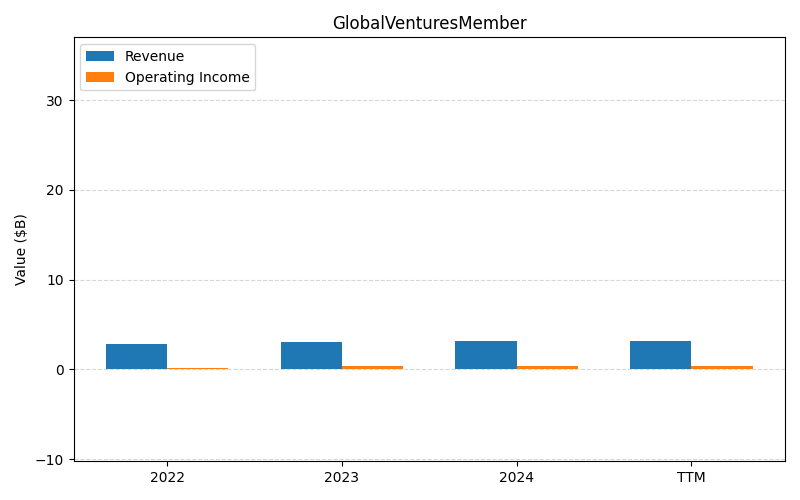 GlobalVenturesMember
Revenue
Operating Income
Value ($B)
30
20
10
0
−10
2022
2023
2024
TTM